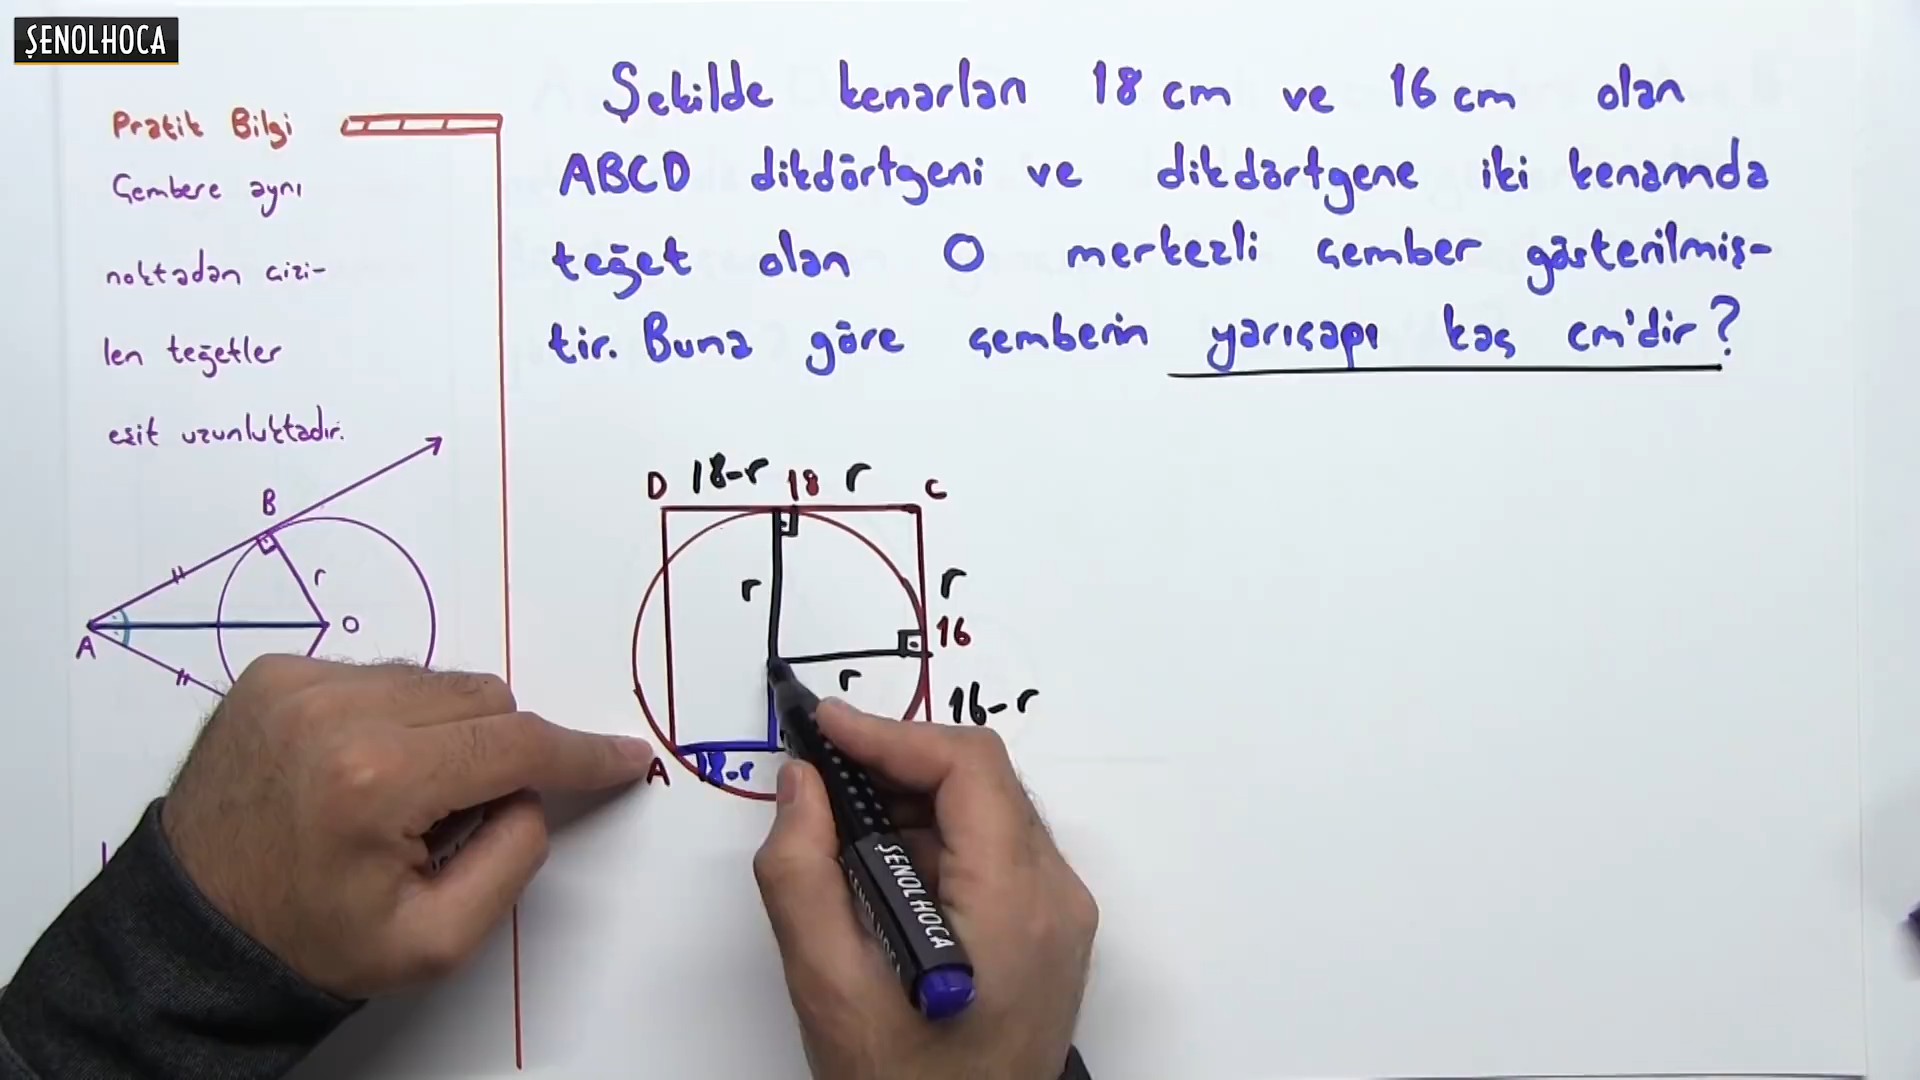 ŞENOLHOCA
Pratik Bilgi
Çembere aynı
noktadan çizi-
len teğetler
eşit uzunluktadır.
B
r
O
A
Şekilde kenarları 18 cm ve 16 cm olan
ABCD dikdörtgeni ve dikdörtgene iki kenarında
teğet olan O merkezli çember gösterilmiş-
tir. Buna göre çemberin yarıçapı kaç cm'dir?
D 18-r 18 r C
r r
16
r
16-r
A 18-r
ŞENOLHOCA